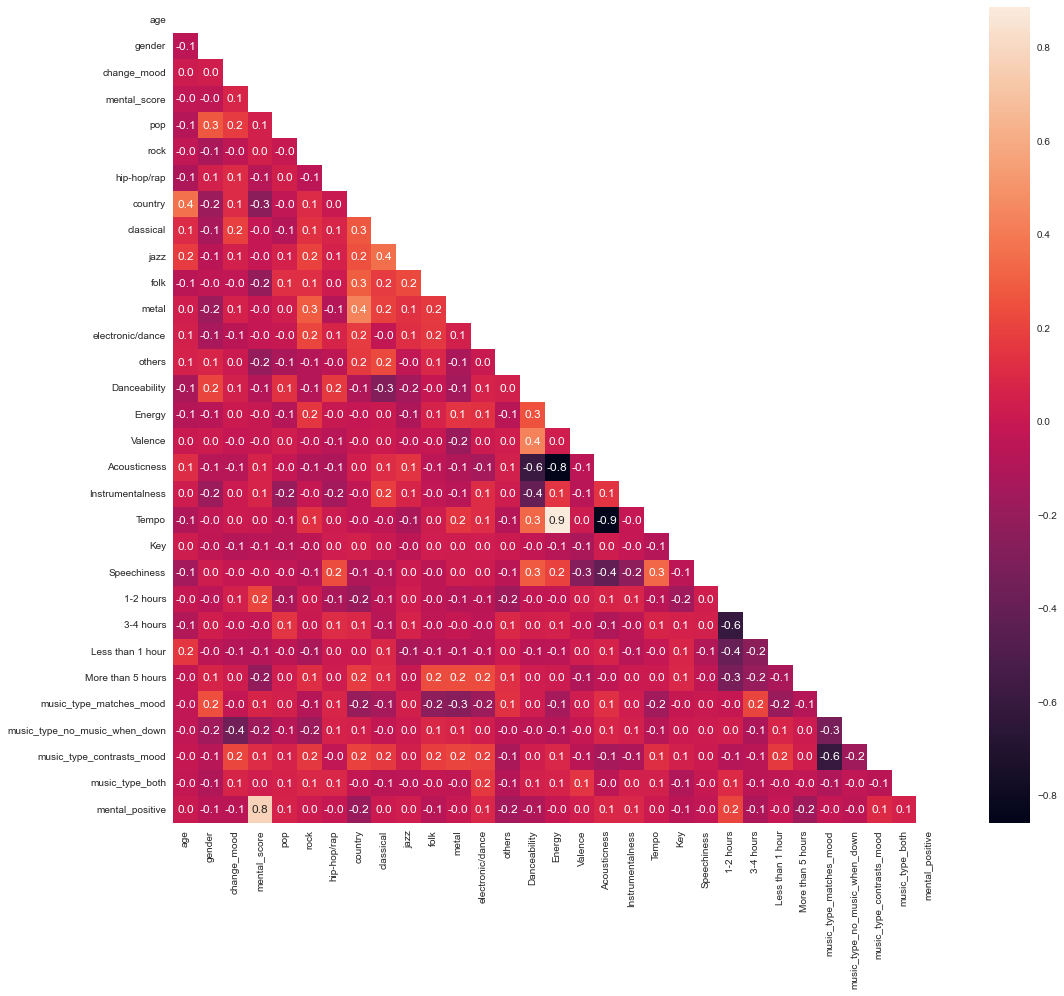 age
gender -0.1
change_mood 0.0 0.0
mental_score -0.0 -0.0 0.1
pop -0.1 0.3 0.2 0.1
rock -0.0 -0.1 -0.0 0.0 -0.0
hip-hop/rap -0.1 0.1 0.1 -0.1 0.0 -0.1
country 0.4 -0.2 0.1 -0.3 -0.0 0.1 0.0
classical 0.1 -0.1 0.2 -0.0 -0.1 0.1 0.1 0.3
jazz 0.2 -0.1 0.1 -0.0 0.1 0.2 0.1 0.2 0.4
folk -0.1 -0.0 -0.0 -0.2 0.1 0.1 0.0 0.3 0.2 0.2
metal 0.0 -0.2 0.1 -0.0 0.0 0.3 -0.1 0.4 0.2 0.1 0.2
electronic/dance 0.1 -0.1 -0.1 -0.0 -0.0 0.2 0.1 0.2 -0.0 0.1 0.2 0.1
others 0.1 0.1 0.0 -0.2 -0.1 -0.1 -0.0 0.2 0.2 -0.0 0.1 -0.1 0.0
Danceability -0.1 0.2 0.1 -0.1 0.1 -0.1 0.2 -0.1 -0.3 -0.2 -0.0 -0.1 0.1 0.0
Energy -0.1 -0.1 0.0 -0.0 -0.1 0.2 -0.0 -0.0 0.0 -0.1 0.1 0.1 0.1 -0.1 0.3
Valence 0.0 0.0 -0.0 -0.0 0.0 -0.0 -0.1 -0.0 0.0 -0.0 -0.0 -0.2 0.0 0.0 0.4 0.0
Acousticness 0.1 -0.1 -0.1 0.1 -0.0 -0.1 -0.1 0.0 0.1 0.1 -0.1 -0.1 -0.1 0.1 -0.6 -0.8 -0.1
Instrumentalness 0.0 -0.2 0.0 0.1 -0.2 -0.0 -0.2 -0.0 0.2 0.1 -0.0 -0.1 0.1 0.0 -0.4 0.1 -0.1 0.1
Tempo -0.1 -0.0 0.0 -0.0 -0.1 0.1 0.0 -0.0 -0.0 -0.1 0.0 0.2 0.1 -0.1 0.3 0.9 0.0 -0.9 -0.0
Key 0.0 -0.0 -0.1 -0.1 -0.1 -0.0 0.0 0.0 0.0 -0.0 0.0 0.0 0.0 0.0 -0.0 -0.1 -0.1 0.0 -0.0 -0.1
Speechiness -0.1 0.0 -0.0 -0.0 -0.0 -0.1 0.2 -0.1 -0.1 -0.0 -0.0 0.0 0.0 -0.1 0.3 0.2 -0.3 -0.4 -0.2 0.3 -0.1
1-2 hours -0.0 -0.0 0.1 0.2 -0.1 0.0 -0.1 -0.2 -0.1 0.1 -0.0 -0.1 -0.1 -0.2 -0.0 -0.0 0.0 0.1 0.1 -0.1 -0.2 0.0
3-4 hours -0.1 0.0 -0.0 -0.0 0.1 -0.0 0.1 0.1 -0.1 0.1 -0.0 -0.0 -0.0 0.1 0.0 0.1 0.0 -0.1 -0.0 0.1 0.1 0.0 -0.6
Less than 1 hour 0.2 -0.0 -0.1 -0.1 -0.0 -0.1 0.0 0.0 0.1 -0.1 -0.1 -0.1 -0.1 -0.0 -0.1 -0.1 0.0 0.1 -0.1 -0.0 0.1 -0.1 -0.4 -0.2
More than 5 hours -0.0 0.1 0.0 -0.2 0.0 0.1 -0.0 0.2 0.1 -0.0 0.2 0.2 0.2 0.1 0.0 0.0 -0.1 -0.0 -0.0 0.0 0.1 -0.0 -0.3 -0.2 -0.1
music_type_matches_mood -0.0 0.2 -0.0 0.1 0.0 -0.1 0.1 -0.2 -0.1 0.0 -0.2 -0.3 -0.2 0.1 0.0 -0.1 0.0 0.1 0.0 -0.2 -0.0 0.0 -0.0 0.2 -0.2 -0.1
music_type_no_music_when_down -0.0 -0.2 -0.4 -0.2 -0.1 -0.2 0.1 0.1 -0.0 -0.0 0.1 0.1 0.0 -0.0 -0.0 -0.1 0.0 0.0 0.1 -0.1 0.0 0.0 0.0 -0.1 0.1 0.0 -0.3
music_type_contrasts_mood -0.0 -0.1 0.2 0.1 0.1 0.2 -0.0 0.2 0.2 -0.0 0.2 0.2 0.2 -0.1 0.0 0.1 -0.1 -0.1 -0.1 0.1 0.0 0.0 -0.1 -0.1 0.2 0.0 -0.6 -0.2
music_type_both -0.0 -0.1 0.1 0.0 0.1 0.1 0.1 0.0 -0.1 -0.0 -0.0 -0.0 0.2 -0.1 0.1 0.1 0.1 -0.0 -0.0 0.1 -0.1 -0.0 0.1 -0.1 -0.0 -0.0 -0.1 -0.0 -0.1
mental_positive 0.0 -0.1 -0.1 0.8 0.1 0.0 -0.0 -0.2 0.0 0.0 -0.1 -0.0 0.1 -0.2 -0.1 -0.0 0.0 0.1 0.1 0.0 -0.1 -0.0 0.2 -0.1 0.0 -0.2 -0.0 -0.0 0.1 0.1
age gender change_mood mental_score pop rock hip-hop/rap country classical jazz folk metal electronic/dance others Danceability Energy Valence Acousticness Instrumentalness Tempo Key Speechiness 1-2 hours 3-4 hours Less than 1 hour More than 5 hours music_type_matches_mood music_type_no_music_when_down music_type_contrasts_mood music_type_both mental_positive
0.8
0.6
0.4
0.2
0.0
−0.2
−0.4
−0.6
−0.8